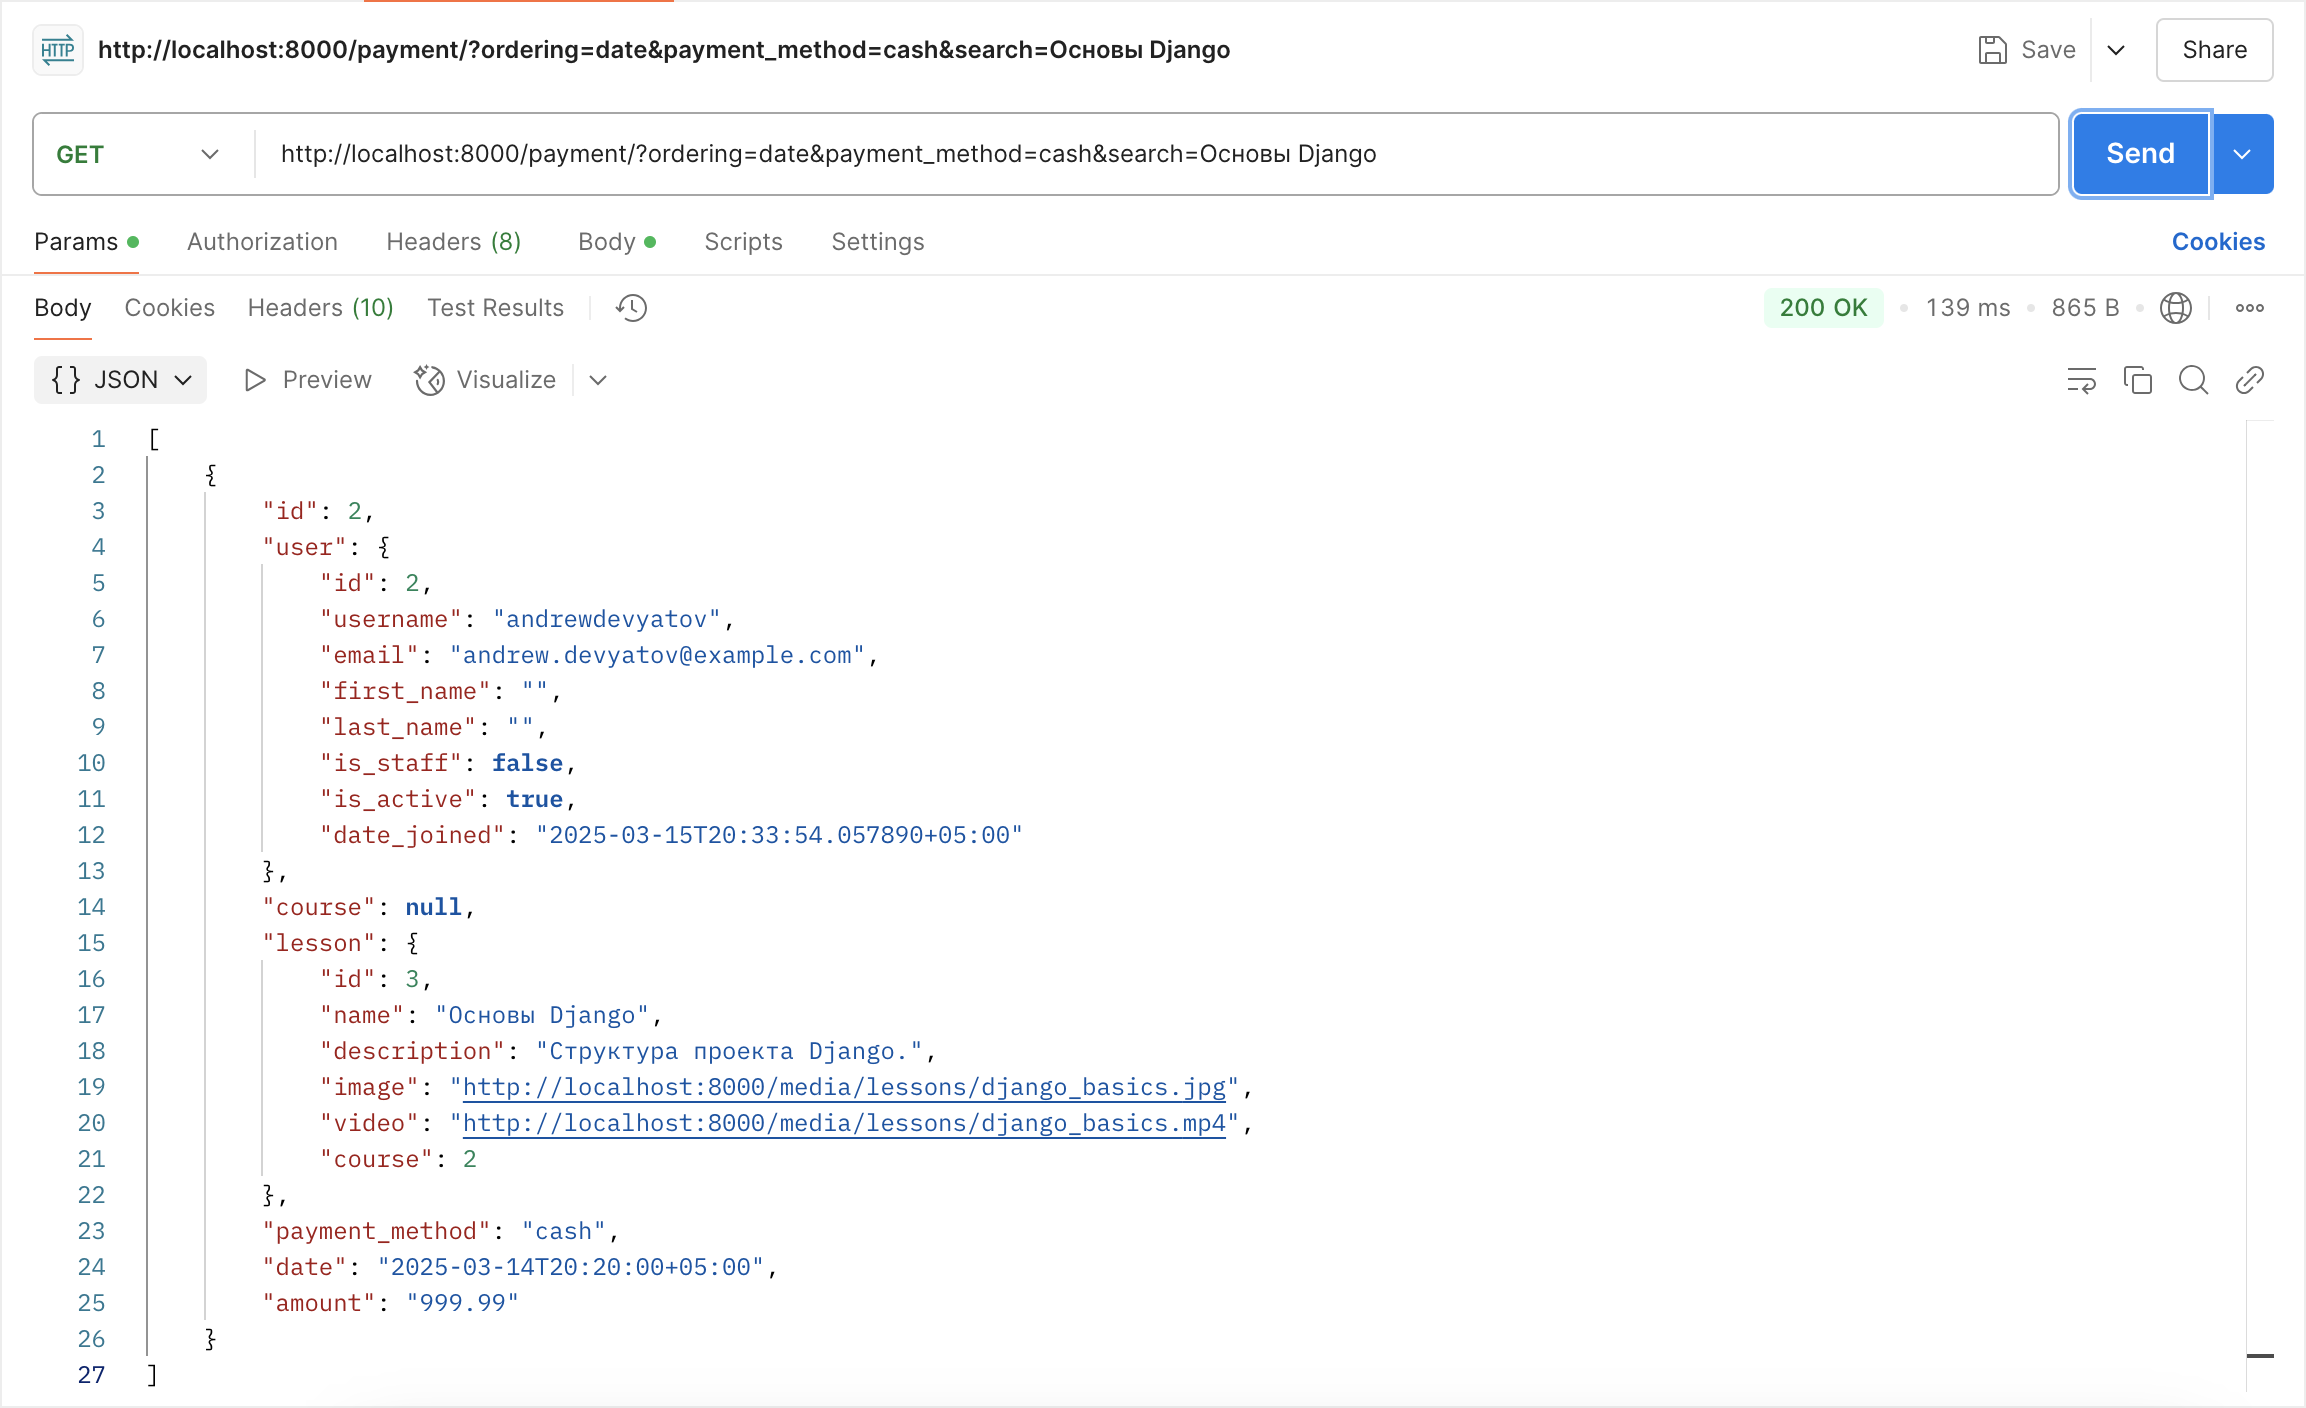 HTTP http://localhost:8000/payment/?ordering=date&payment_method=cash&search=Основы Django Save Share
GET http://localhost:8000/payment/?ordering=date&payment_method=cash&search=Основы Django Send
Params Authorization Headers (8) Body Scripts Settings Cookies
Body Cookies Headers (10) Test Results 200 OK 139 ms 865 B
{} JSON Preview Visualize
1 [
2 {
3 "id": 2,
4 "user": {
5 "id": 2,
6 "username": "andrewdevyatov",
7 "email": "andrew.devyatov@example.com",
8 "first_name": "",
9 "last_name": "",
10 "is_staff": false,
11 "is_active": true,
12 "date_joined": "2025-03-15T20:33:54.057890+05:00"
13 },
14 "course": null,
15 "lesson": {
16 "id": 3,
17 "name": "Основы Django",
18 "description": "Структура проекта Django.",
19 "image": "http://localhost:8000/media/lessons/django_basics.jpg",
20 "video": "http://localhost:8000/media/lessons/django_basics.mp4",
21 "course": 2
22 },
23 "payment_method": "cash",
24 "date": "2025-03-14T20:20:00+05:00",
25 "amount": "999.99"
26 }
27 ]